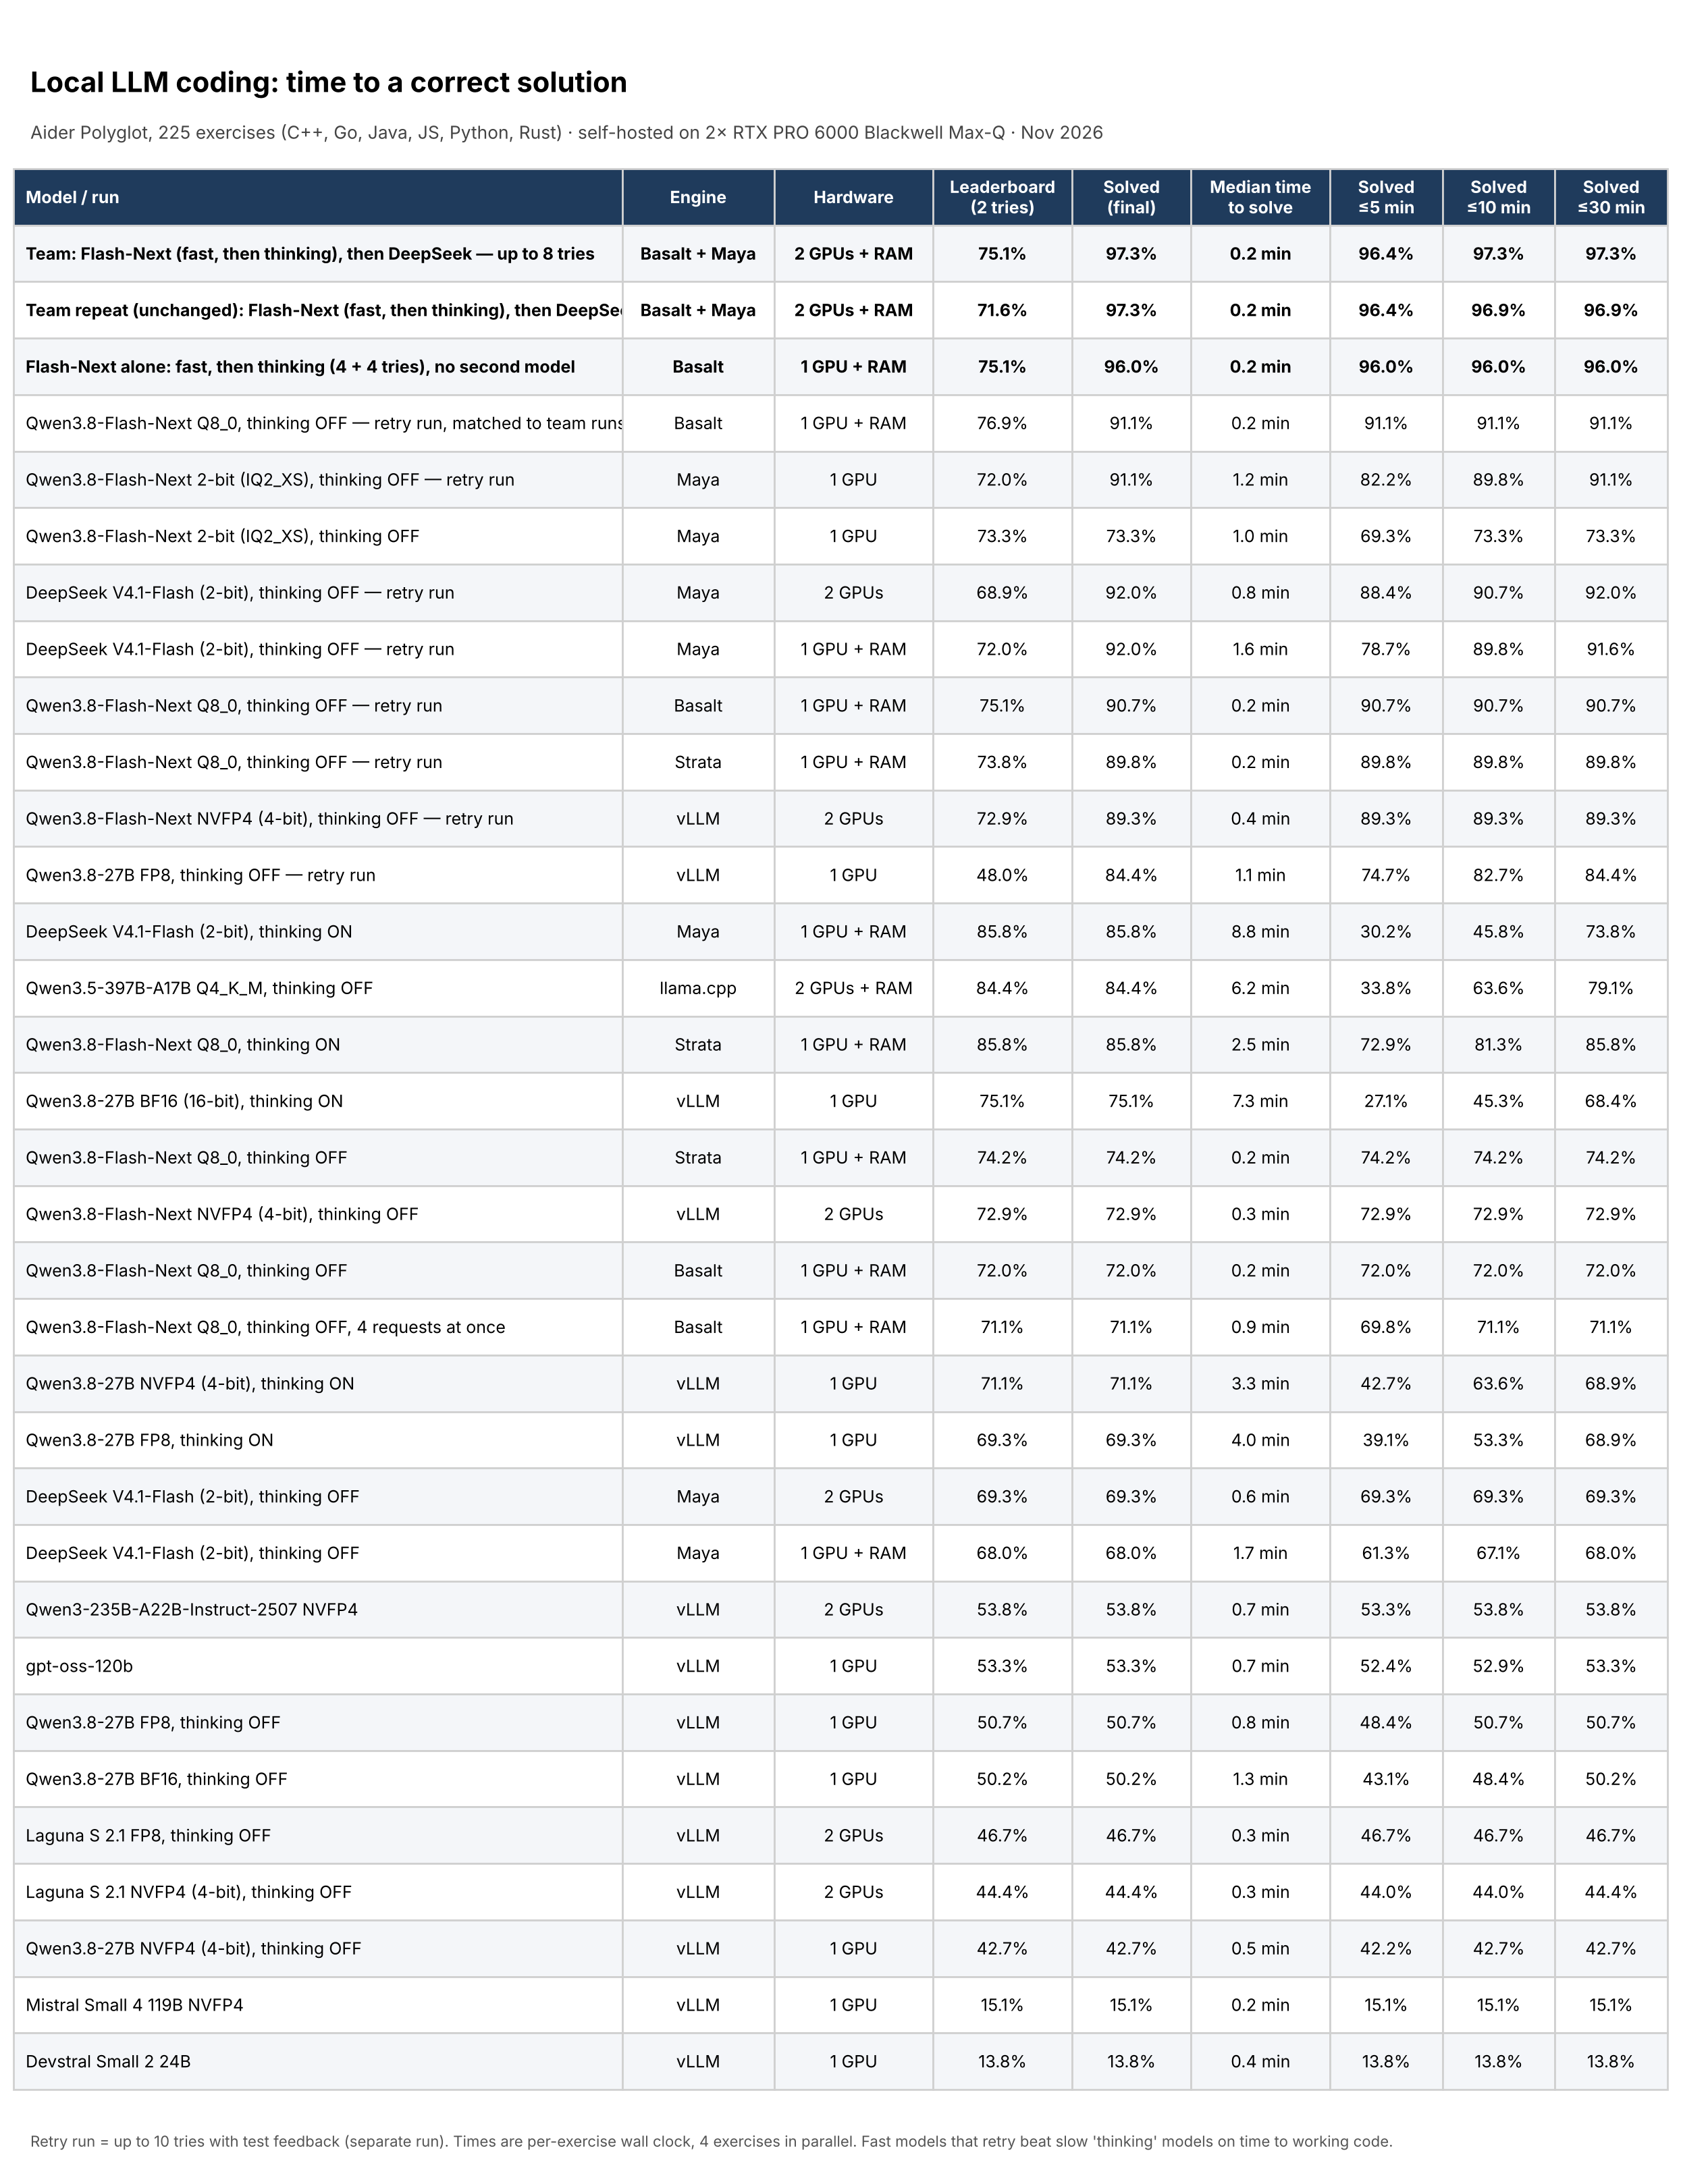 Local LLM coding: time to a correct solution
Aider Polyglot, 225 exercises (C++, Go, Java, JS, Python, Rust) · self-hosted on 2× RTX PRO 6000 Blackwell Max-Q · Nov 2026
Model / run Engine Hardware Leaderboard (2 tries) Solved (final) Median time to solve Solved ≤5 min Solved ≤10 min Solved ≤30 min
Team: Flash-Next (fast, then thinking), then DeepSeek — up to 8 tries Basalt + Maya 2 GPUs + RAM 75.1% 97.3% 0.2 min 96.4% 97.3% 97.3%
Team repeat (unchanged): Flash-Next (fast, then thinking), then Basalt + Maya 2 GPUs + RAM 71.6% 97.3% 0.2 min 96.4% 96.9% 96.9%
Flash-Next alone: fast, then thinking (4 + 4 tries), no second model Basalt 1 GPU + RAM 75.1% 96.0% 0.2 min 96.0% 96.0% 96.0%
Qwen3.8-Flash-Next Q8_0, thinking OFF — retry run, matched to team runs Basalt 1 GPU + RAM 76.9% 91.1% 0.2 min 91.1% 91.1% 91.1%
Qwen3.8-Flash-Next 2-bit (IQ2_XS), thinking OFF — retry run Maya 1 GPU 72.0% 91.1% 1.2 min 82.2% 89.8% 91.1%
Qwen3.8-Flash-Next 2-bit (IQ2_XS), thinking OFF Maya 1 GPU 73.3% 73.3% 1.0 min 69.3% 73.3% 73.3%
DeepSeek V4.1-Flash (2-bit), thinking OFF — retry run Maya 2 GPUs 68.9% 92.0% 0.8 min 88.4% 90.7% 92.0%
DeepSeek V4.1-Flash (2-bit), thinking OFF — retry run Maya 1 GPU + RAM 72.0% 92.0% 1.6 min 78.7% 89.8% 91.6%
Qwen3.8-Flash-Next Q8_0, thinking OFF — retry run Basalt 1 GPU + RAM 75.1% 90.7% 0.2 min 90.7% 90.7% 90.7%
Qwen3.8-Flash-Next Q8_0, thinking OFF — retry run Strata 1 GPU + RAM 73.8% 89.8% 0.2 min 89.8% 89.8% 89.8%
Qwen3.8-Flash-Next NVFP4 (4-bit), thinking OFF — retry run vLLM 2 GPUs 72.9% 89.3% 0.4 min 89.3% 89.3% 89.3%
Qwen3.8-27B FP8, thinking OFF — retry run vLLM 1 GPU 48.0% 84.4% 1.1 min 74.7% 82.7% 84.4%
DeepSeek V4.1-Flash (2-bit), thinking ON Maya 1 GPU + RAM 85.8% 85.8% 8.8 min 30.2% 45.8% 73.8%
Qwen3.5-397B-A17B Q4_K_M, thinking OFF llama.cpp 2 GPUs + RAM 84.4% 84.4% 6.2 min 33.8% 63.6% 79.1%
Qwen3.8-Flash-Next Q8_0, thinking ON Strata 1 GPU + RAM 85.8% 85.8% 2.5 min 72.9% 81.3% 85.8%
Qwen3.8-27B BF16 (16-bit), thinking ON vLLM 1 GPU 75.1% 75.1% 7.3 min 27.1% 45.3% 68.4%
Qwen3.8-Flash-Next Q8_0, thinking OFF Strata 1 GPU + RAM 74.2% 74.2% 0.2 min 74.2% 74.2% 74.2%
Qwen3.8-Flash-Next NVFP4 (4-bit), thinking OFF vLLM 2 GPUs 72.9% 72.9% 0.3 min 72.9% 72.9% 72.9%
Qwen3.8-Flash-Next Q8_0, thinking OFF Basalt 1 GPU + RAM 72.0% 72.0% 0.2 min 72.0% 72.0% 72.0%
Qwen3.8-Flash-Next Q8_0, thinking OFF, 4 requests at once Basalt 1 GPU + RAM 71.1% 71.1% 0.9 min 69.8% 71.1% 71.1%
Qwen3.8-27B NVFP4 (4-bit), thinking ON vLLM 1 GPU 71.1% 71.1% 3.3 min 42.7% 63.6% 68.9%
Qwen3.8-27B FP8, thinking ON vLLM 1 GPU 69.3% 69.3% 4.0 min 39.1% 53.3% 68.9%
DeepSeek V4.1-Flash (2-bit), thinking OFF Maya 2 GPUs 69.3% 69.3% 0.6 min 69.3% 69.3% 69.3%
DeepSeek V4.1-Flash (2-bit), thinking OFF Maya 1 GPU + RAM 68.0% 68.0% 1.7 min 61.3% 67.1% 68.0%
Qwen3-235B-A22B-Instruct-2507 NVFP4 vLLM 2 GPUs 53.8% 53.8% 0.7 min 53.3% 53.8% 53.8%
gpt-oss-120b vLLM 1 GPU 53.3% 53.3% 0.7 min 52.4% 52.9% 53.3%
Qwen3.8-27B FP8, thinking OFF vLLM 1 GPU 50.7% 50.7% 0.8 min 48.4% 50.7% 50.7%
Qwen3.8-27B BF16, thinking OFF vLLM 1 GPU 50.2% 50.2% 1.3 min 43.1% 48.4% 50.2%
Laguna S 2.1 FP8, thinking OFF vLLM 2 GPUs 46.7% 46.7% 0.3 min 46.7% 46.7% 46.7%
Laguna S 2.1 NVFP4 (4-bit), thinking OFF vLLM 2 GPUs 44.4% 44.4% 0.3 min 44.0% 44.0% 44.4%
Qwen3.8-27B NVFP4 (4-bit), thinking OFF vLLM 1 GPU 42.7% 42.7% 0.5 min 42.2% 42.7% 42.7%
Mistral Small 4 119B NVFP4 vLLM 1 GPU 15.1% 15.1% 0.2 min 15.1% 15.1% 15.1%
Devstral Small 2 24B vLLM 1 GPU 13.8% 13.8% 0.4 min 13.8% 13.8% 13.8%
Retry run = up to 10 tries with test feedback (separate run). Times are per-exercise wall clock, 4 exercises in parallel. Fast models that retry beat slow 'thinking' models on time to working code.